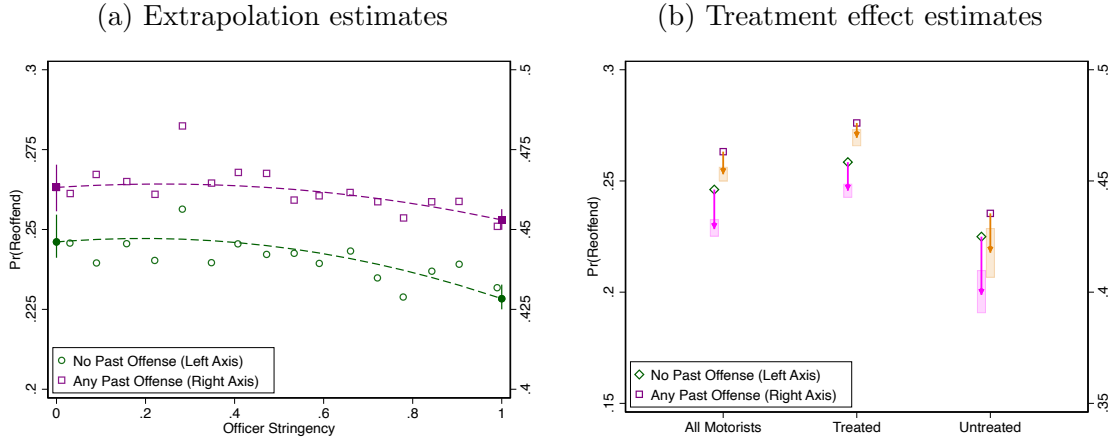 (a) Extrapolation estimates
(b) Treatment effect estimates
.3
.275
.25
.225
.2
Pr(Reoffend)
.5
.475
.45
.425
.4
No Past Offense (Left Axis)
Any Past Offense (Right Axis)
0
.2
.4
.6
.8
1
Officer Stringency
.3
.25
.2
.15
Pr(Reoffend)
.5
.45
.4
.35
No Past Offense (Left Axis)
Any Past Offense (Right Axis)
All Motorists
Treated
Untreated